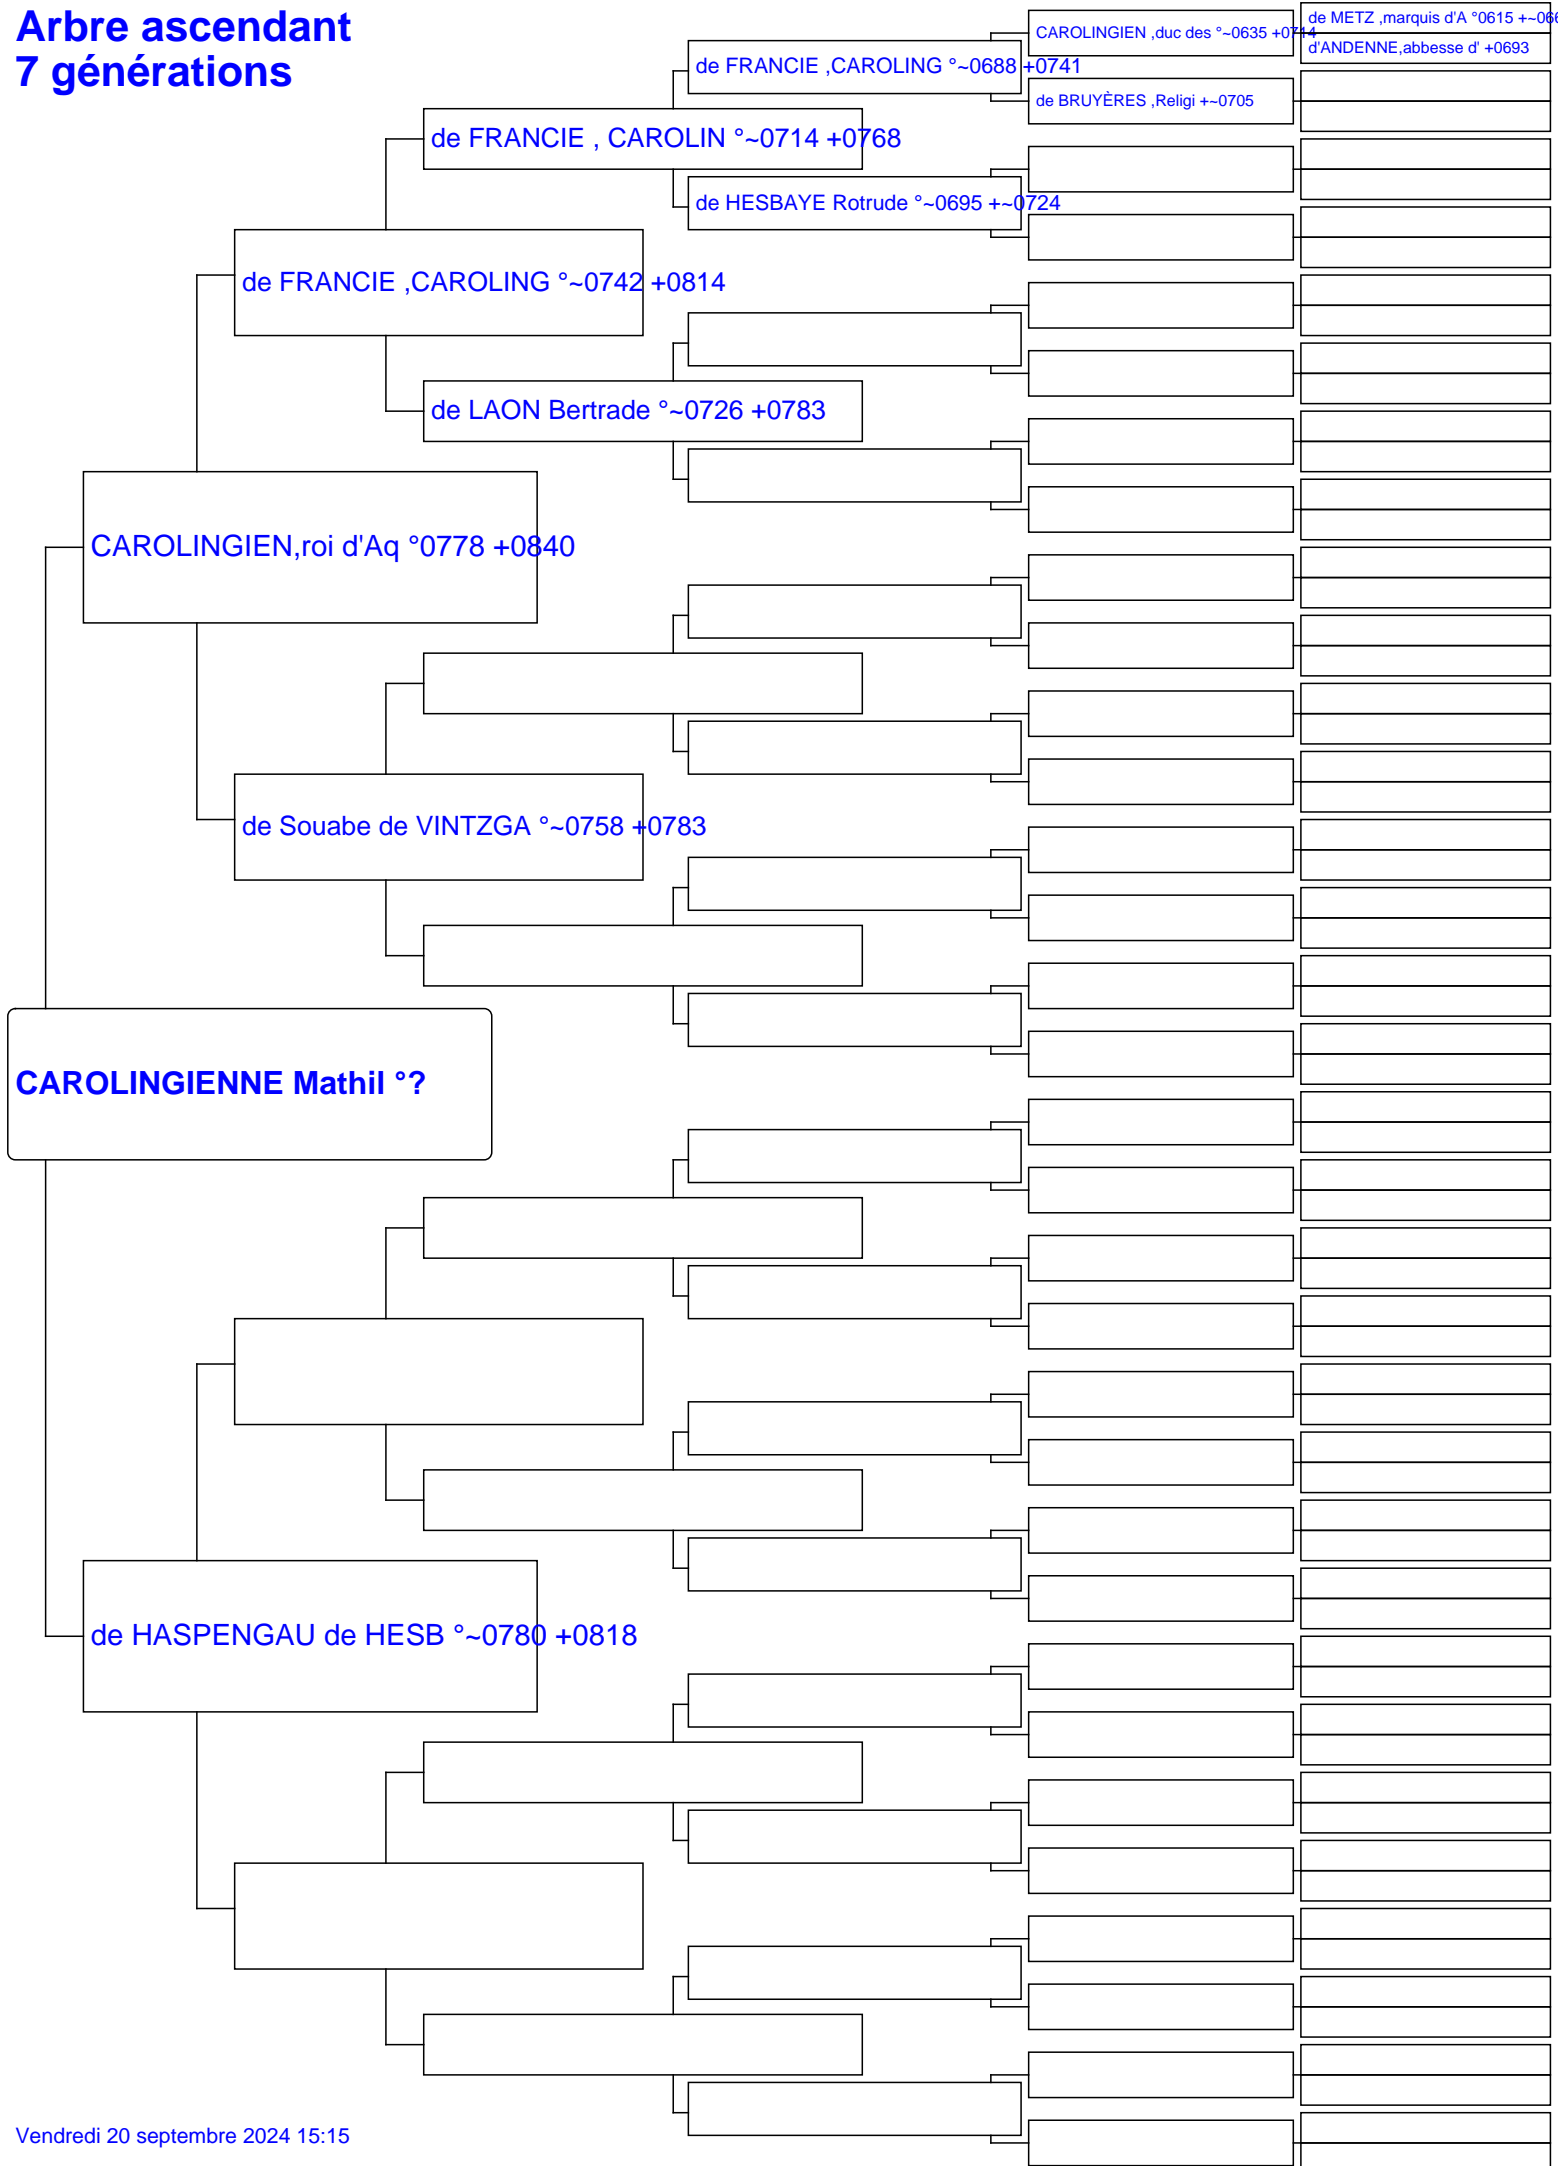 Arbre ascendant
7 générations
de METZ ,marquis d'A °0615 +~066
CAROLINGIEN ,duc des °~0635 +0714
d'ANDENNE,abbesse d' +0693
de FRANCIE ,CAROLING °~0688 +0741
de BRUYÈRES ,Religi +~0705
de FRANCIE , CAROLIN °~0714 +0768
de HESBAYE Rotrude °~0695 +~0724
de FRANCIE ,CAROLING °~0742 +0814
de LAON Bertrade °~0726 +0783
CAROLINGIEN,roi d'Aq °0778 +0840
de Souabe de VINTZGA °~0758 +0783
CAROLINGIENNE Mathil °?
de HASPENGAU de HESB °~0780 +0818
Vendredi 20 septembre 2024 15:15